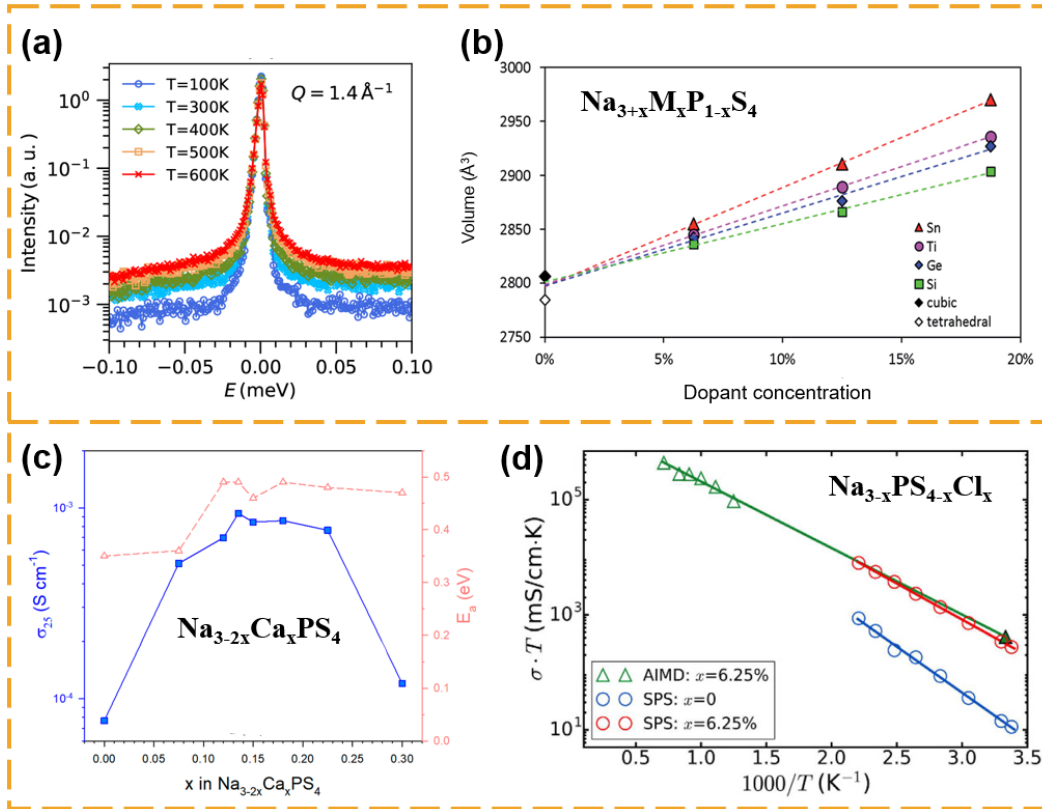 (a)
T=100K
T=300K
T=400K
T=500K
T=600K
Q = 1.4 Å⁻¹
Intensity (a. u.)
10⁰
10⁻¹
10⁻²
10⁻³
−0.10
−0.05
0.00
0.05
0.10
E (meV)
(b)
Na₃₊ₓMₓP₁₋ₓS₄
Volume (Å³)
3000
2950
2900
2850
2800
2750
Sn
Ti
Ge
Si
cubic
tetrahedral
0%
5%
10%
15%
20%
Dopant concentration
(c)
σ₂₅ (S cm⁻¹)
10⁻³
10⁻⁴
Na₃₋₂ₓCaₓPS₄
0.5
0.4
0.3
0.2
0.1
0.0
Eₐ (eV)
0.00
0.05
0.10
0.15
0.20
0.25
0.30
x in Na₃₋₂ₓCaₓPS₄
(d)
Na₃₋ₓPS₄₋ₓClₓ
σ · T (mS/cm·K)
10⁵
10³
10¹
AIMD: x=6.25%
SPS: x=0
SPS: x=6.25%
0.5
1.0
1.5
2.0
2.5
3.0
3.5
1000/T (K⁻¹)